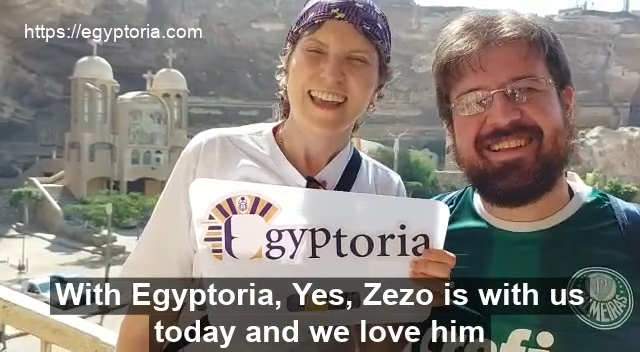 https://egyptoria.com
Egyptoria
PALMEIRAS
With Egyptoria, Yes, Zezo is with us
today and we love him